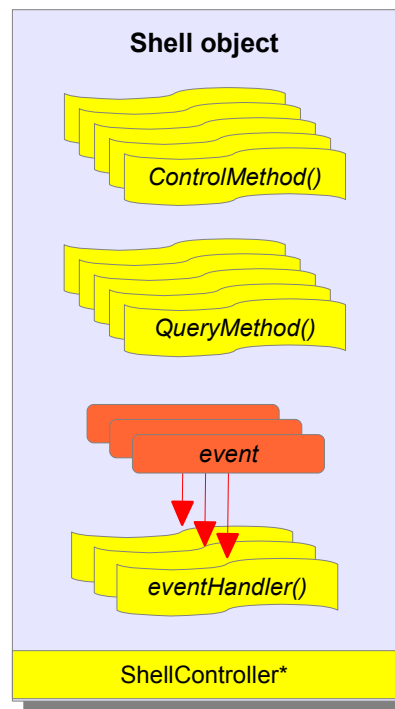 Shell object
ControlMethod()
QueryMethod()
event
eventHandler()
ShellController*